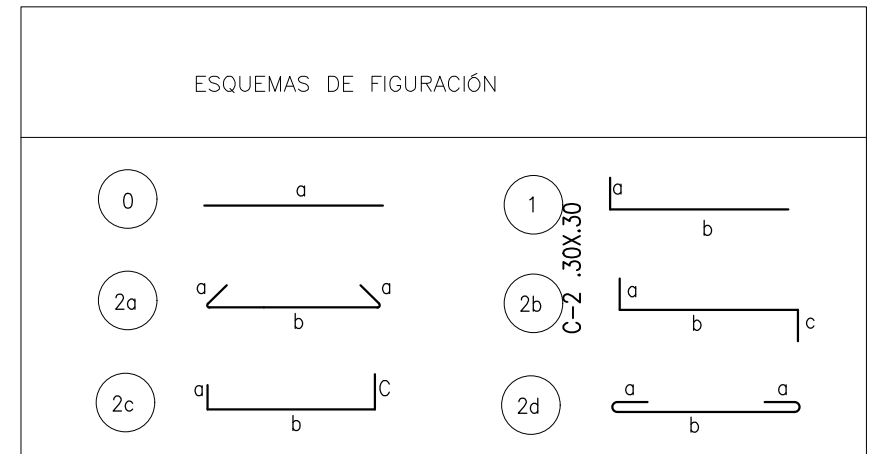 ESQUEMAS DE FIGURACIÓN
0 a
1 a b
C-2 .30X.30
2a a a b
2b a b c
2c a C b
2d a a b